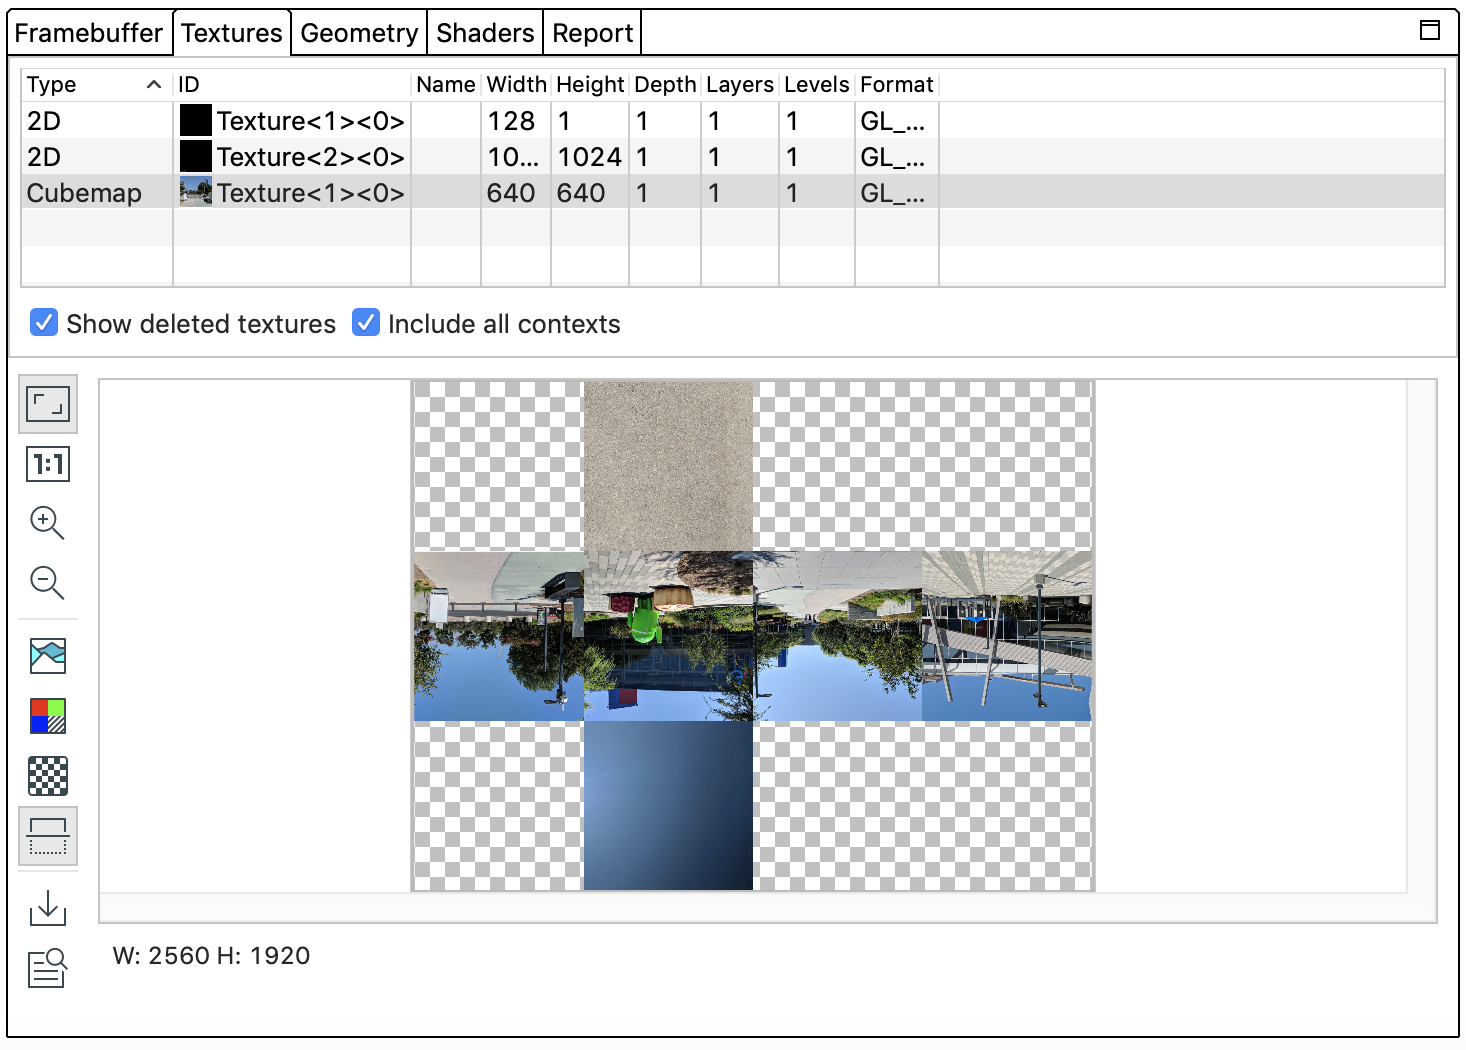 Framebuffer Textures Geometry Shaders Report
Type ID Name Width Height Depth Layers Levels Format
2D Texture<1><0> 128 1 1 1 1 GL_...
2D Texture<2><0> 10... 1024 1 1 1 GL_...
Cubemap Texture<1><0> 640 640 1 1 1 GL_...
Show deleted textures Include all contexts
1:1
W: 2560 H: 1920